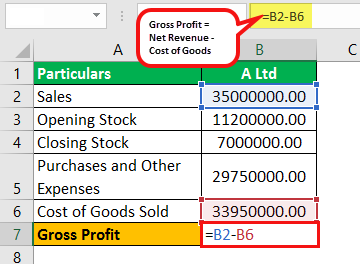 Gross Profit =
Net Revenue -
Cost of Goods
=B2-B6
A B C
1 Particulars A Ltd
2 Sales 35000000.00
3 Opening Stock 11200000.00
4 Closing Stock 7000000.00
Purchases and Other
5 Expenses 29750000.00
6 Cost of Goods Sold 33950000.00
7 Gross Profit =B2-B6
8